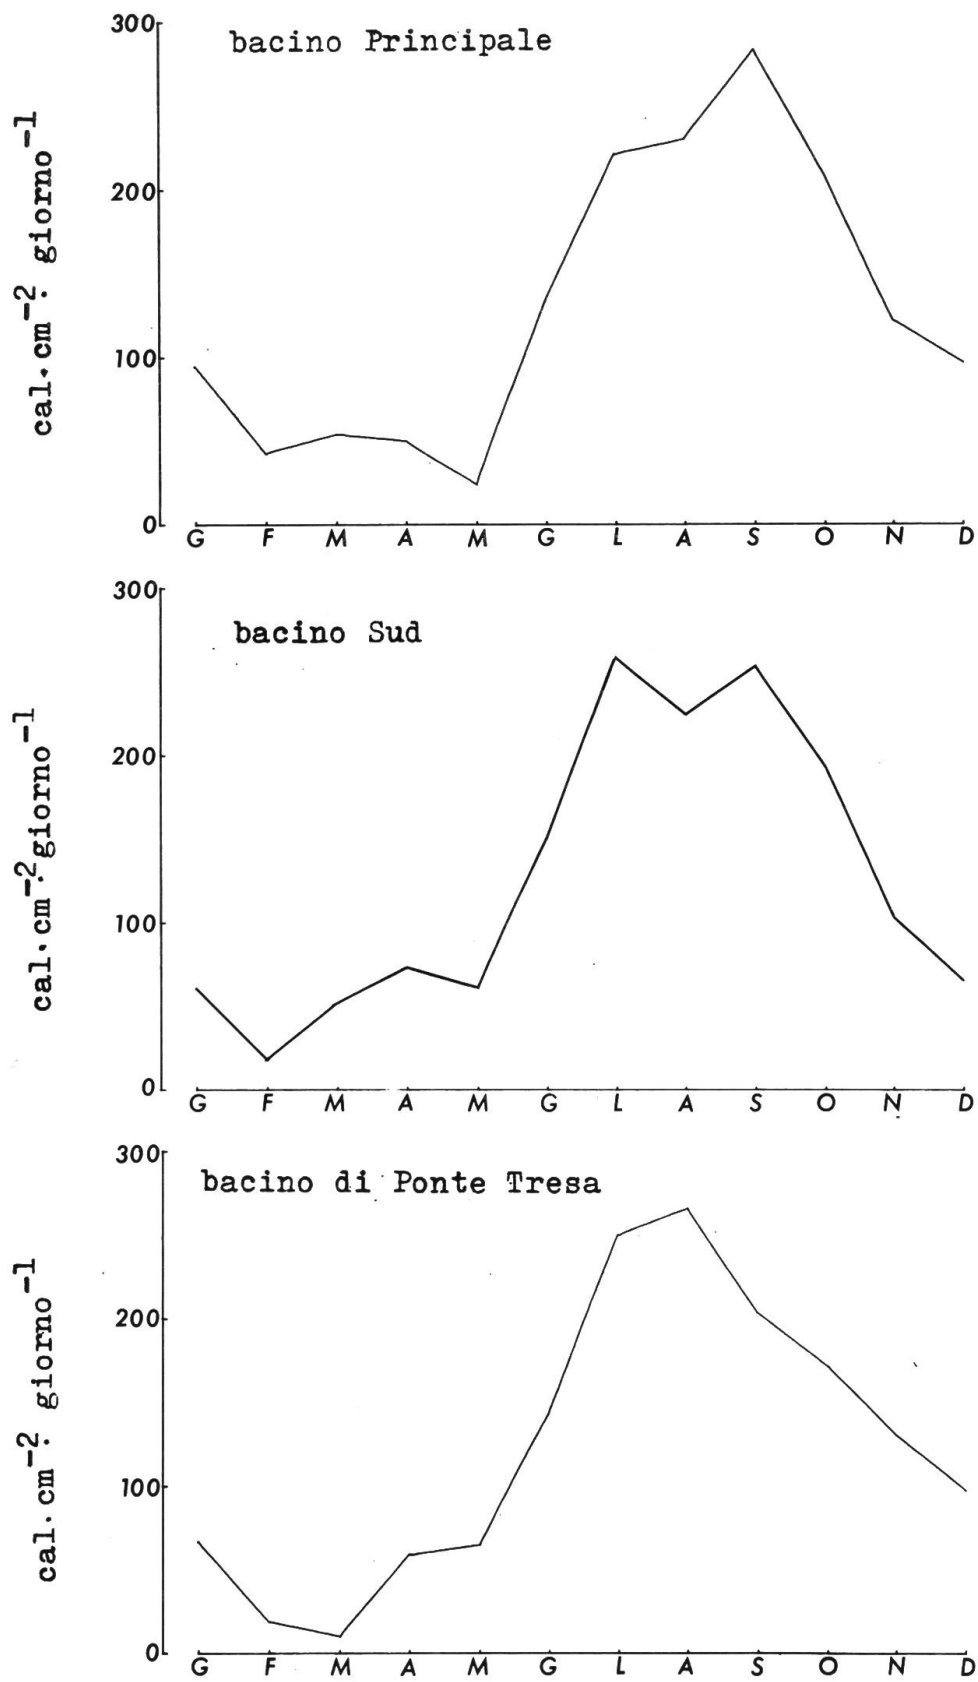 300
bacino Principale
cal.cm-2. giorno-1
200
100
0
G F M A M G L A S O N D
300
bacino Sud
cal.cm-2.giorno-1
200
100
0
G F M A M G L A S O N D
300
bacino di Ponte Tresa
cal.cm-2. giorno-1
200
100
0
G F M A M G L A S O N D